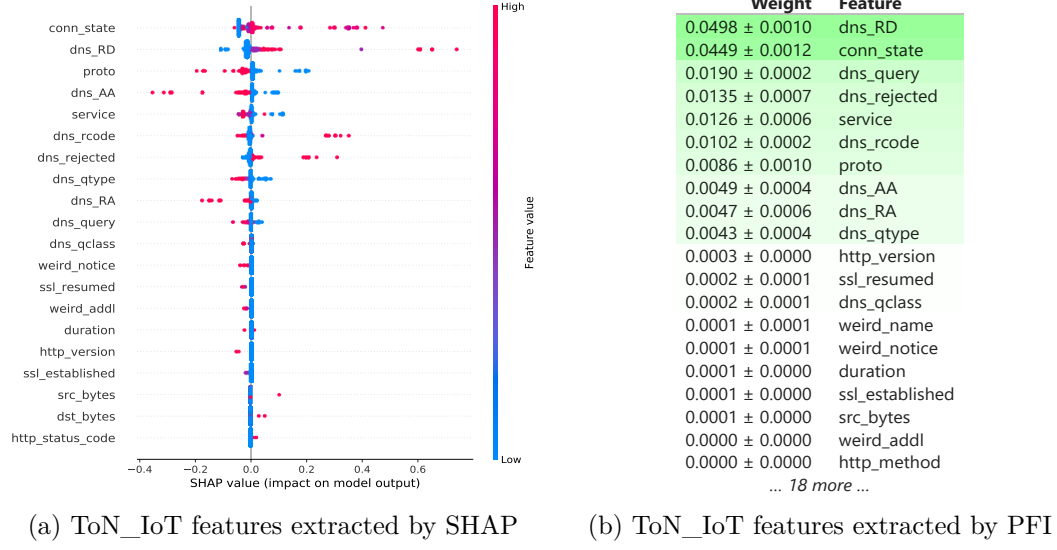 conn_state
dns_RD
proto
dns_AA
service
dns_rcode
dns_rejected
dns_qtype
dns_RA
dns_query
dns_qclass
weird_notice
ssl_resumed
weird_addl
duration
http_version
ssl_established
src_bytes
dst_bytes
http_status_code
−0.4 −0.2 0.0 0.2 0.4 0.6
SHAP value (impact on model output)
High
Feature value
Low
(a) ToN_IoT features extracted by SHAP
Weight Feature
0.0498 ± 0.0010 dns_RD
0.0449 ± 0.0012 conn_state
0.0190 ± 0.0002 dns_query
0.0135 ± 0.0007 dns_rejected
0.0126 ± 0.0006 service
0.0102 ± 0.0002 dns_rcode
0.0086 ± 0.0010 proto
0.0049 ± 0.0004 dns_AA
0.0047 ± 0.0006 dns_RA
0.0043 ± 0.0004 dns_qtype
0.0003 ± 0.0000 http_version
0.0002 ± 0.0001 ssl_resumed
0.0002 ± 0.0001 dns_qclass
0.0001 ± 0.0001 weird_name
0.0001 ± 0.0001 weird_notice
0.0001 ± 0.0000 duration
0.0001 ± 0.0000 ssl_established
0.0001 ± 0.0000 src_bytes
0.0000 ± 0.0000 weird_addl
0.0000 ± 0.0000 http_method
... 18 more ...
(b) ToN_IoT features extracted by PFI